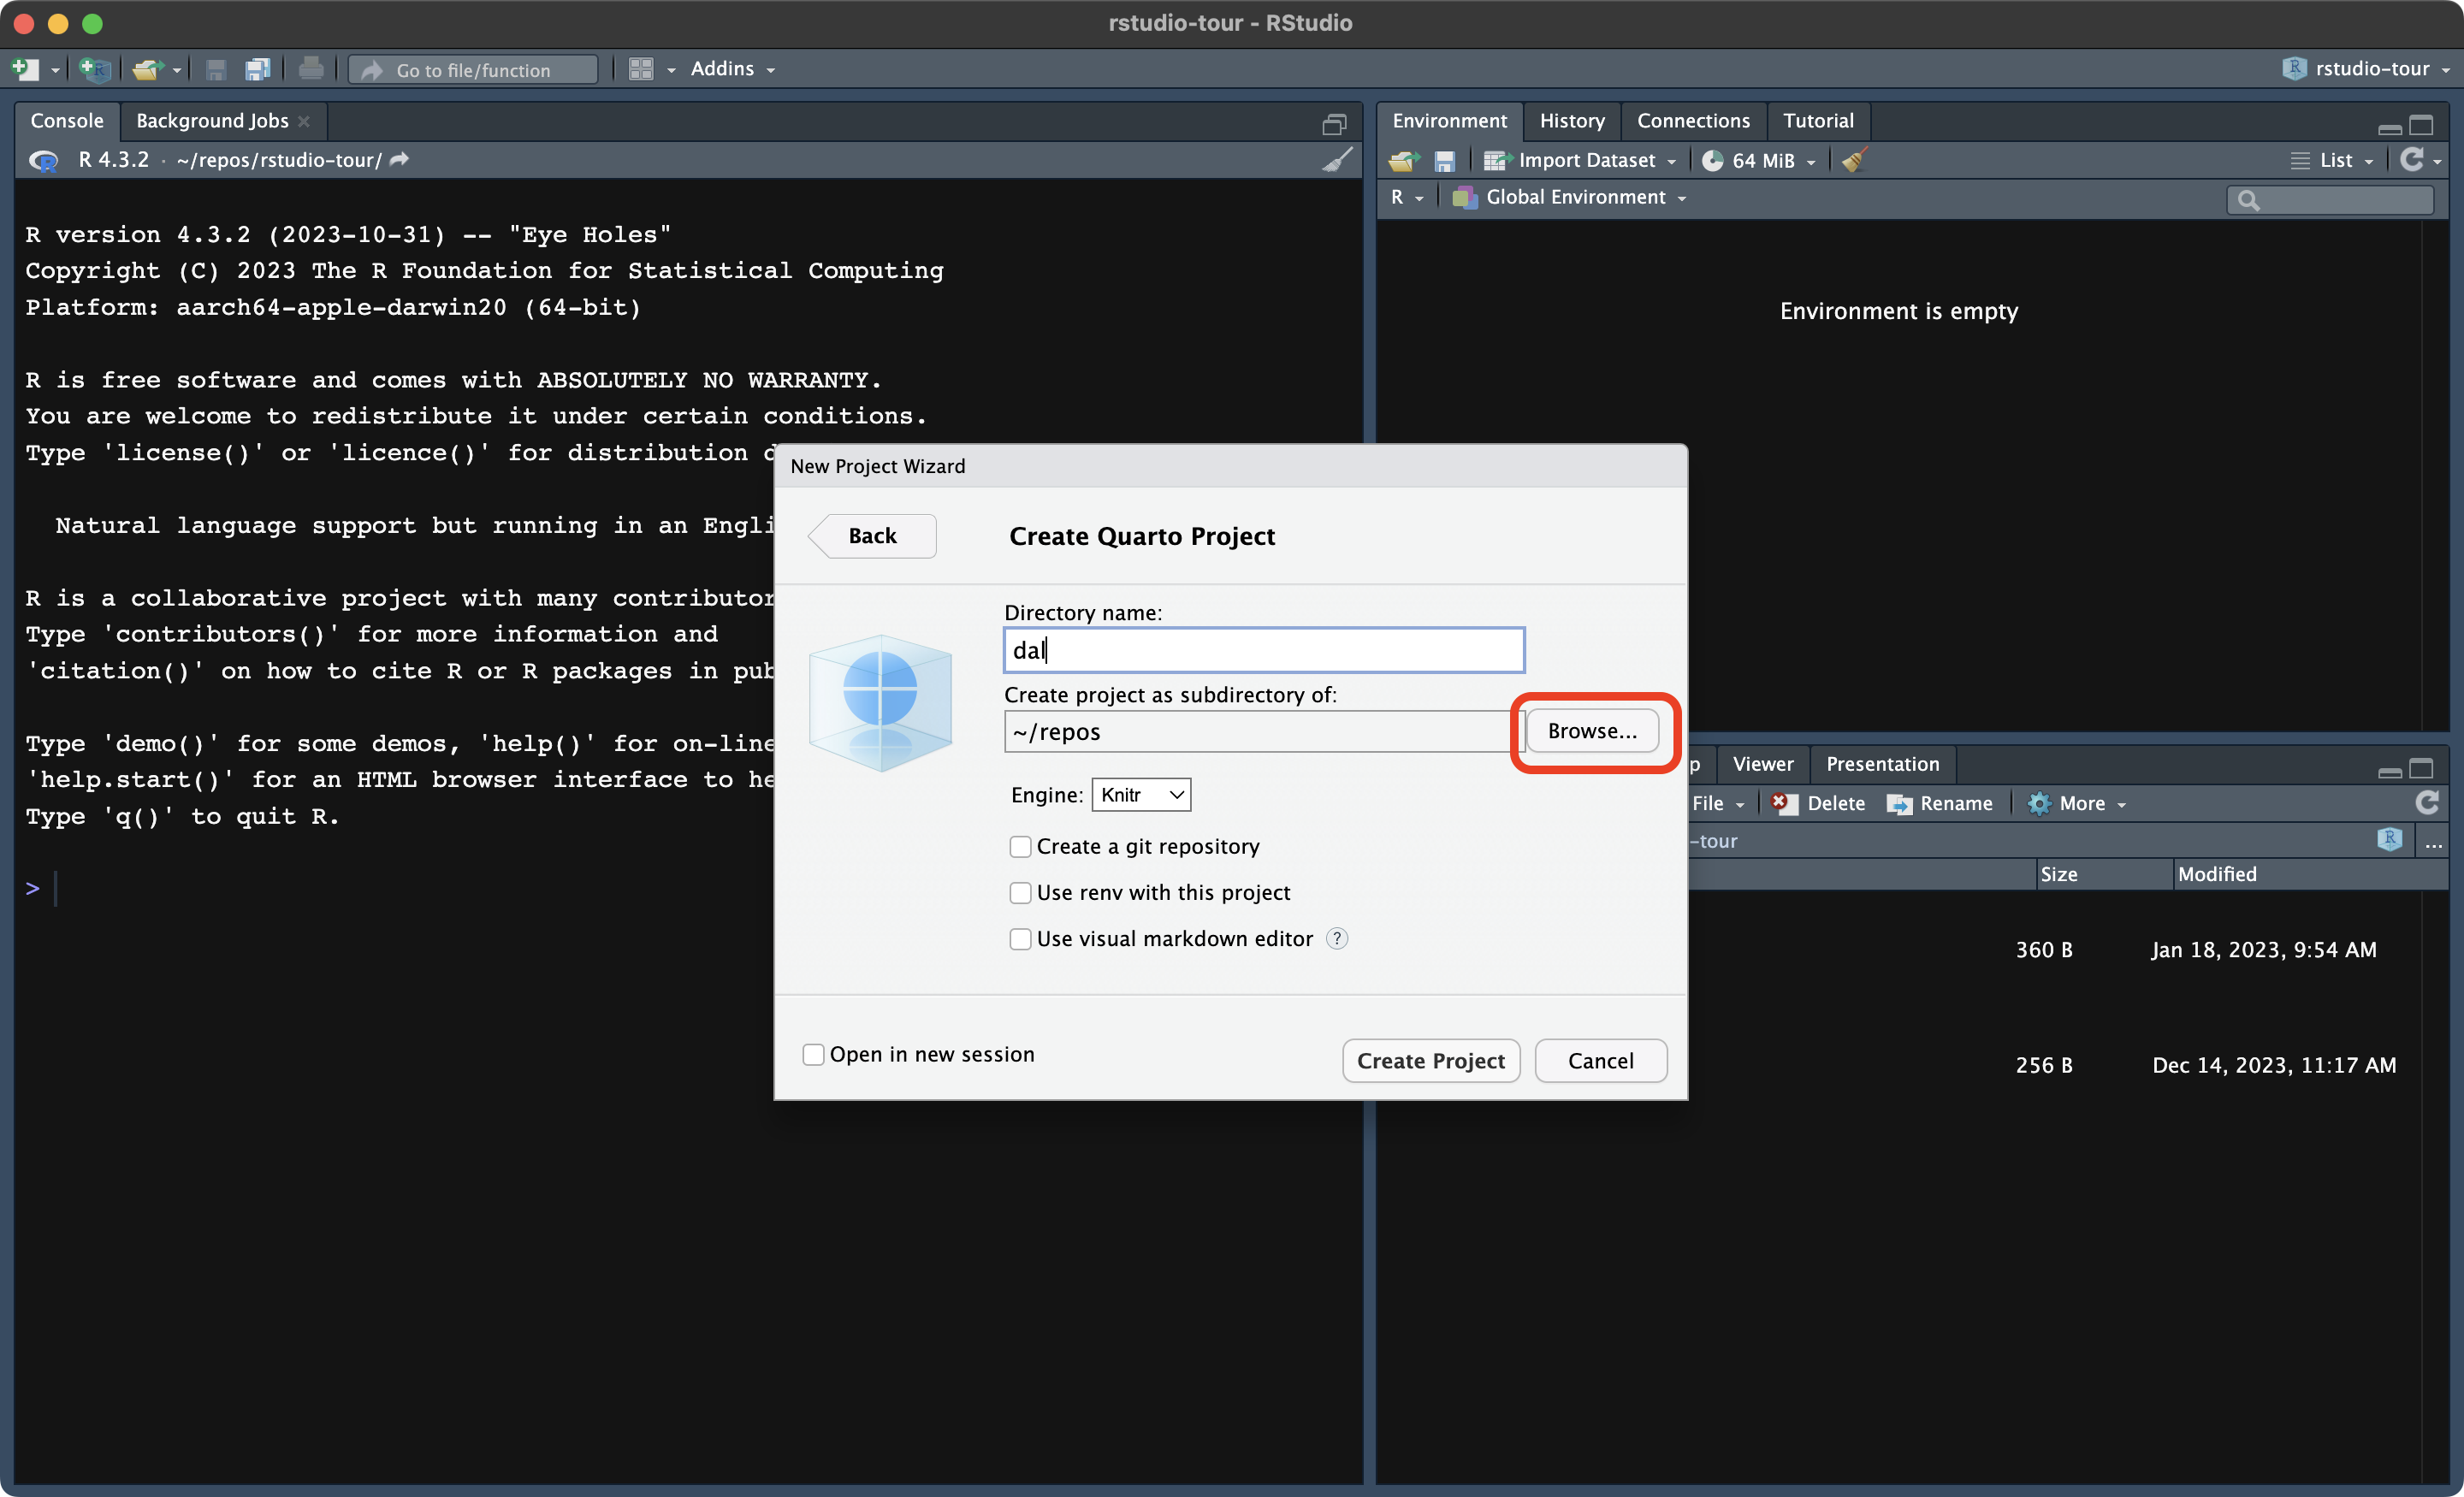 rstudio-tour - RStudio
Go to file/function
Addins
rstudio-tour
Console
Background Jobs
R 4.3.2 · ~/repos/rstudio-tour/
R version 4.3.2 (2023-10-31) -- "Eye Holes"
Copyright (C) 2023 The R Foundation for Statistical Computing
Platform: aarch64-apple-darwin20 (64-bit)
R is free software and comes with ABSOLUTELY NO WARRANTY.
You are welcome to redistribute it under certain conditions.
Type 'license()' or 'licence()' for distribution d
Natural language support but running in an Engli
R is a collaborative project with many contributor
Type 'contributors()' for more information and
'citation()' on how to cite R or R packages in pub
Type 'demo()' for some demos, 'help()' for on-line
'help.start()' for an HTML browser interface to he
Type 'q()' to quit R.
>
New Project Wizard
Back
Create Quarto Project
Directory name:
dal
Create project as subdirectory of:
~/repos
Browse...
Engine: Knitr
Create a git repository
Use renv with this project
Use visual markdown editor ?
Open in new session
Create Project
Cancel
Environment
History
Connections
Tutorial
Import Dataset
64 MiB
List
R
Global Environment
Environment is empty
p
Viewer
Presentation
File
Delete
Rename
More
-tour
...
Size
Modified
360 B
Jan 18, 2023, 9:54 AM
256 B
Dec 14, 2023, 11:17 AM